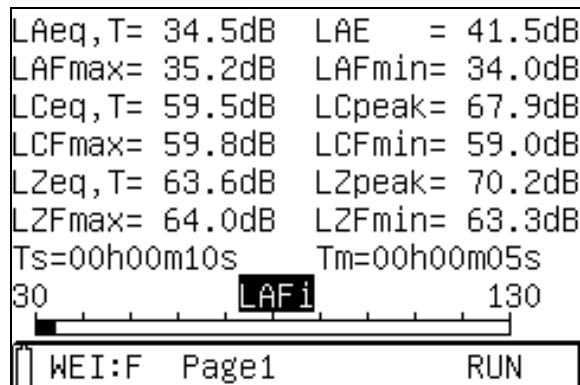 LAeq,T= 34.5dB LAE = 41.5dB
LAFmax= 35.2dB LAFmin= 34.0dB
LCeq,T= 59.5dB LCpeak= 67.9dB
LCFmax= 59.8dB LCFmin= 59.0dB
LZeq,T= 63.6dB LZpeak= 70.2dB
LZFmax= 64.0dB LZFmin= 63.3dB
Ts=00h00m10s Tm=00h00m05s
30 LAFi 130
WEI:F Page1 RUN